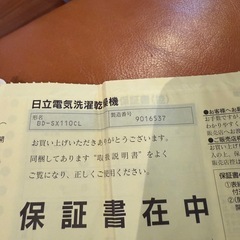 日立電気洗濯乾燥機
形名
BD-SX110CL
製造番号
9016537
お買い上げいただきありがとうございます。
同梱してあります“取扱説明書”をよく
ご覧になり、正しくご使用ください。
保証書在中